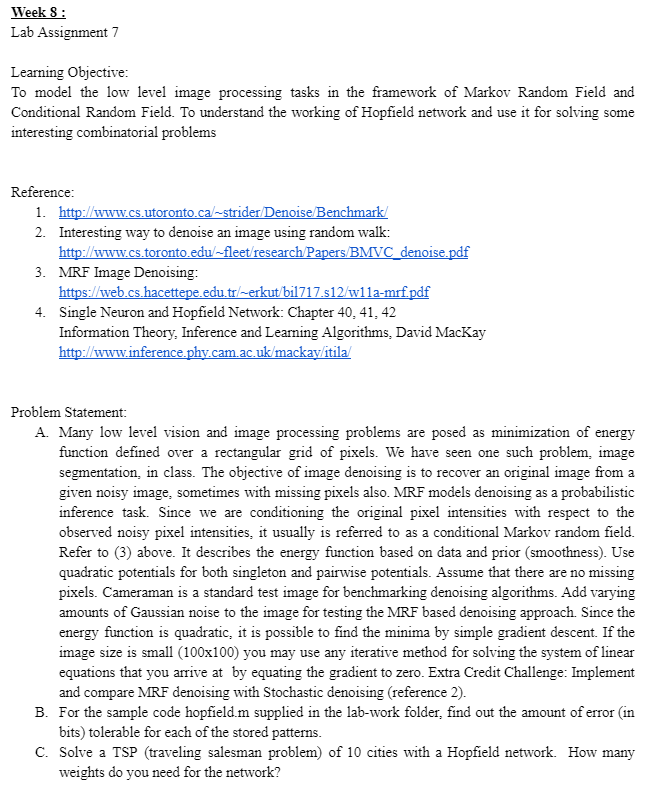 Week 8 :
Lab Assignment 7
Learning Objective:
To model the low level image processing tasks in the framework of Markov Random Field and
Conditional Random Field. To understand the working of Hopfield network and use it for solving some
interesting combinatorial problems
Reference:
1. http://www.cs.utoronto.ca/~strider/Denoise/Benchmark/
2. Interesting way to denoise an image using random walk:
http://www.cs.toronto.edu/~fleet/research/Papers/BMVC_denoise.pdf
3. MRF Image Denoising:
https://web.cs.hacettepe.edu.tr/~erkut/bil717.s12/w11a-mrf.pdf
4. Single Neuron and Hopfield Network: Chapter 40, 41, 42
Information Theory, Inference and Learning Algorithms, David MacKay
http://www.inference.phy.cam.ac.uk/mackay/itila/
Problem Statement:
A. Many low level vision and image processing problems are posed as minimization of energy
function defined over a rectangular grid of pixels. We have seen one such problem, image
segmentation, in class. The objective of image denoising is to recover an original image from a
given noisy image, sometimes with missing pixels also. MRF models denoising as a probabilistic
inference task. Since we are conditioning the original pixel intensities with respect to the
observed noisy pixel intensities, it usually is referred to as a conditional Markov random field.
Refer to (3) above. It describes the energy function based on data and prior (smoothness). Use
quadratic potentials for both singleton and pairwise potentials. Assume that there are no missing
pixels. Cameraman is a standard test image for benchmarking denoising algorithms. Add varying
amounts of Gaussian noise to the image for testing the MRF based denoising approach. Since the
energy function is quadratic, it is possible to find the minima by simple gradient descent. If the
image size is small (100x100) you may use any iterative method for solving the system of linear
equations that you arrive at by equating the gradient to zero. Extra Credit Challenge: Implement
and compare MRF denoising with Stochastic denoising (reference 2).
B. For the sample code hopfield.m supplied in the lab-work folder, find out the amount of error (in
bits) tolerable for each of the stored patterns.
C. Solve a TSP (traveling salesman problem) of 10 cities with a Hopfield network. How many
weights do you need for the network?